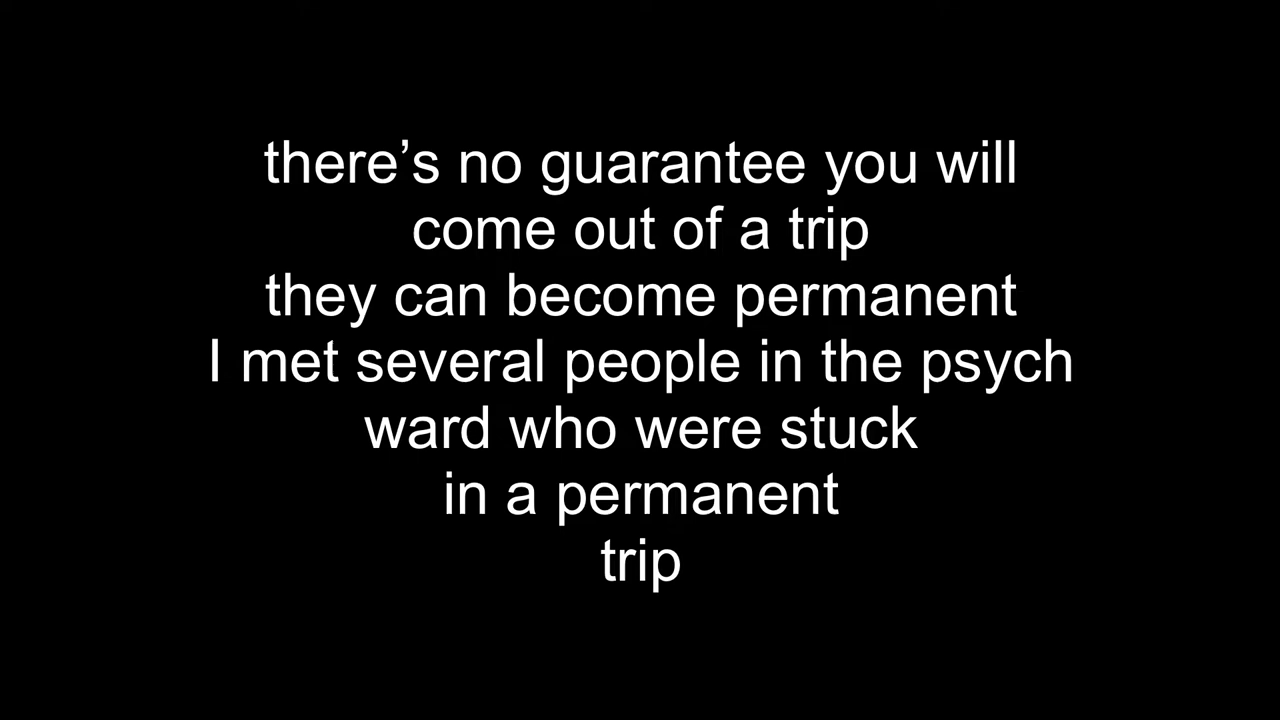 there’s no guarantee you will
come out of a trip
they can become permanent
I met several people in the psych
ward who were stuck
in a permanent
trip